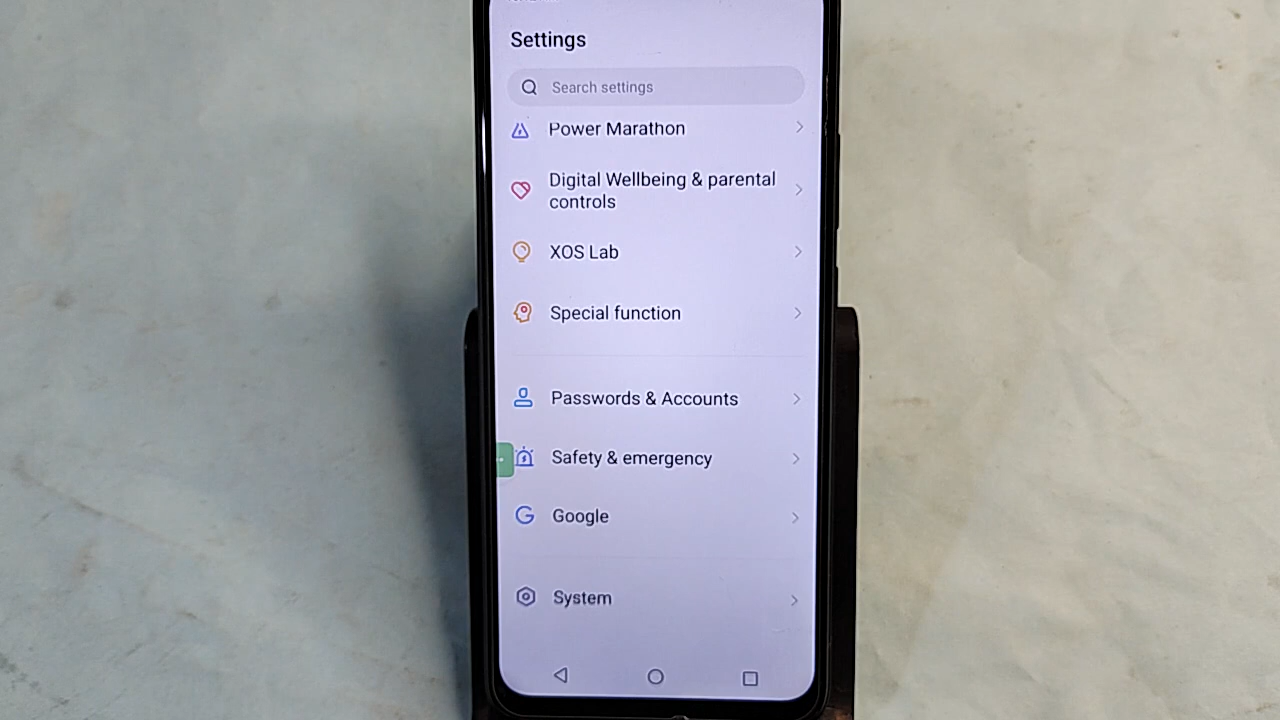 Settings
Search settings
Power Marathon
Digital Wellbeing & parental
controls
XOS Lab
Special function
Passwords & Accounts
Safety & emergency
Google
System